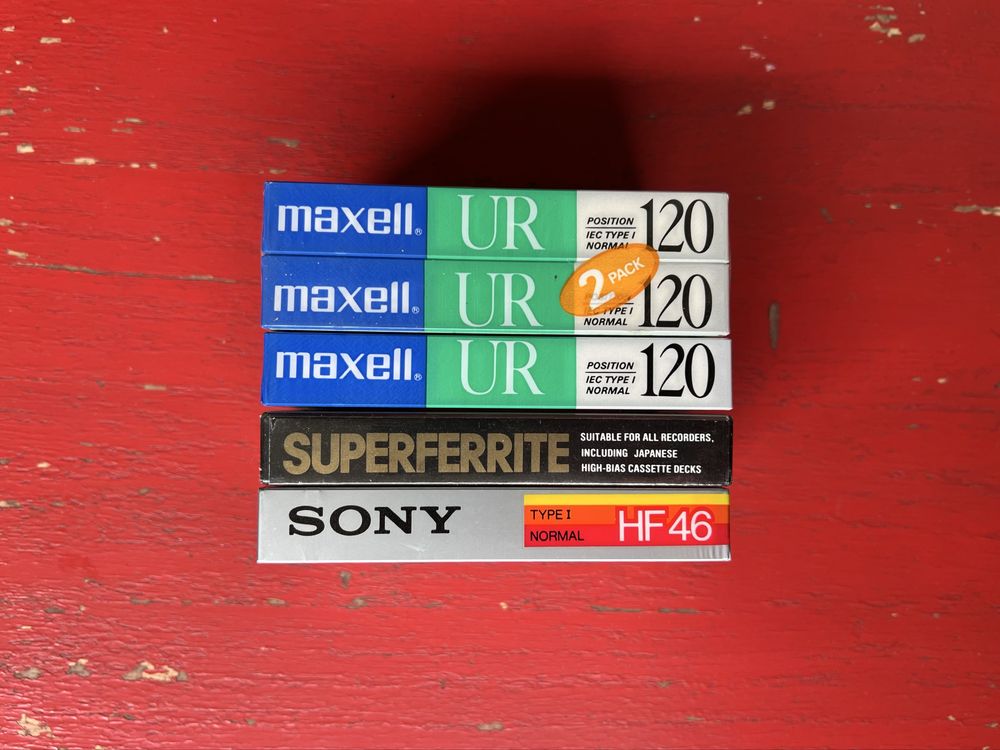 maxell® UR POSITION IEC TYPE I NORMAL 120
2 PACK
maxell® UR TYPE I NORMAL 120
maxell® UR POSITION IEC TYPE I NORMAL 120
SUPERFERRITE
SUITABLE FOR ALL RECORDERS,
INCLUDING JAPANESE
HIGH-BIAS CASSETTE DECKS
SONY
TYPE I
NORMAL
HF 46